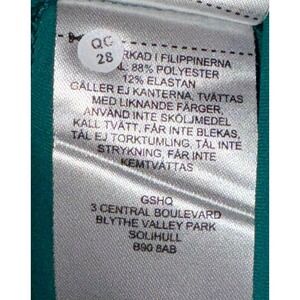 QC
28
RKAD I FILIPPINERNA
AL: 88% POLYESTER
12% ELASTAN
GÄLLER EJ KANTERNA, TVÄTTAS
MED LIKNANDE FÄRGER,
ANVÄND INTE SKÖLJMEDEL
KALL TVÄTT, FÅR INTE BLEKAS,
TÅL EJ TORKTUMLING, TÅL INTE
STRYKNING, FÅR INTE
KEMTVÄTTAS
GSHQ
3 CENTRAL BOULEVARD
BLYTHE VALLEY PARK
SOLIHULL
B90 8AB